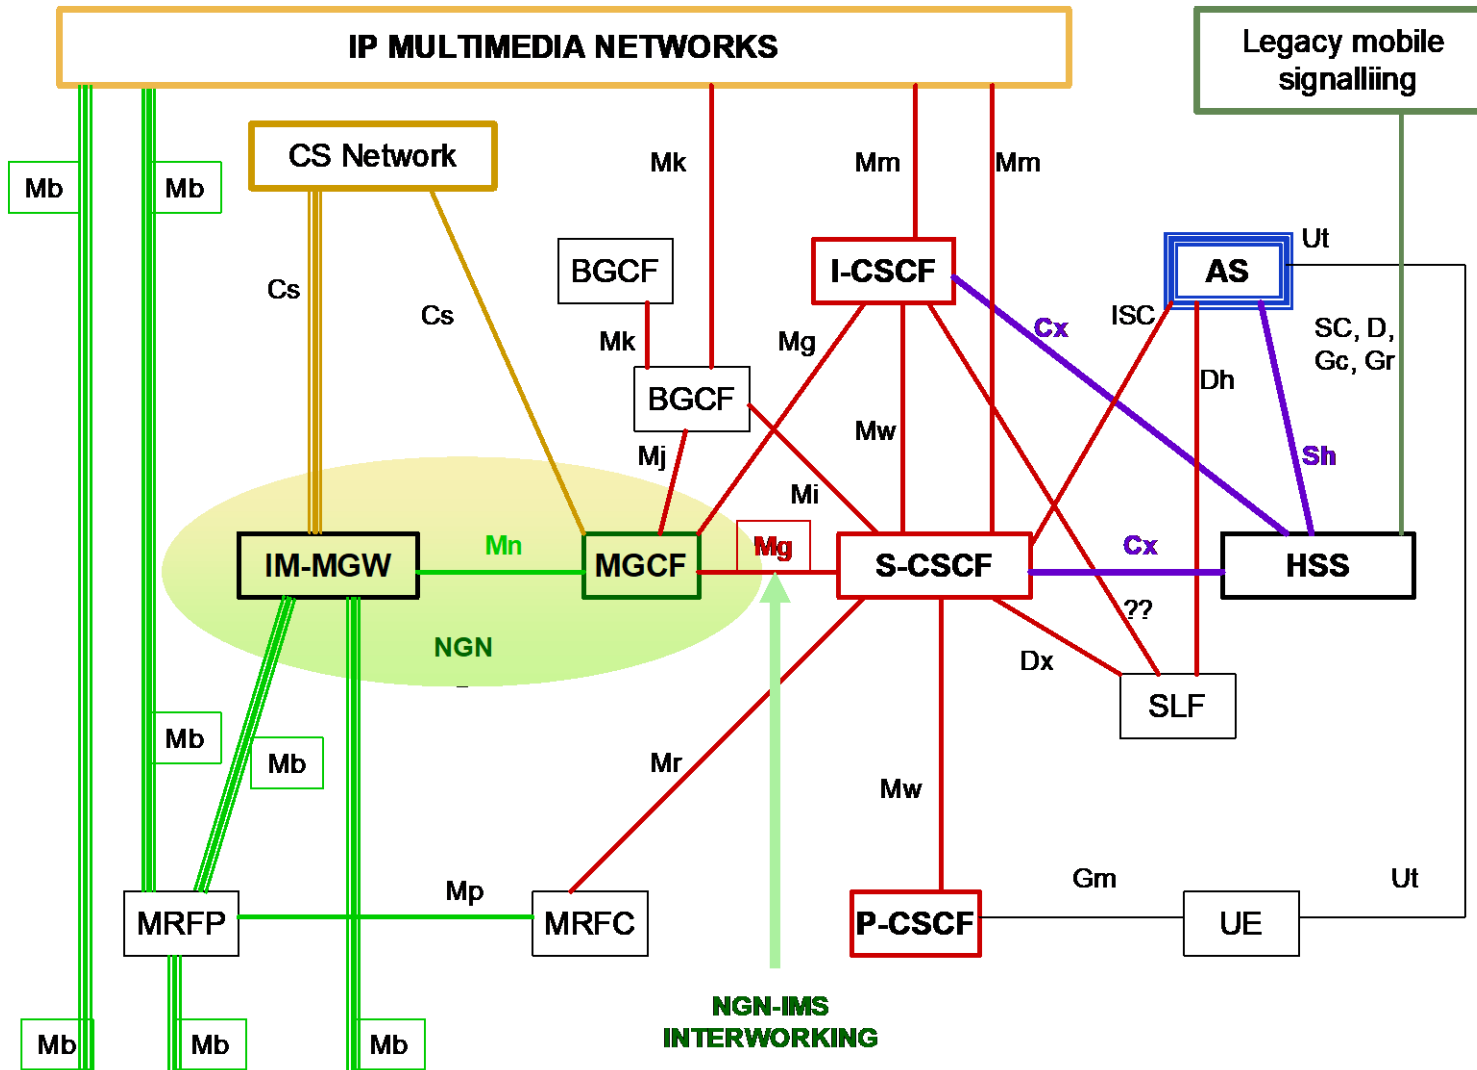 IP MULTIMEDIA NETWORKS
Legacy mobile
signalliing
CS Network
Mb
Mb
Mk
Mm
Mm
BGCF
I-CSCF
AS
Ut
Cs
Cs
Mk
Mg
Cx
ISC
SC, D,
Gc, Gr
Dh
BGCF
Mw
Mj
Mi
Sh
IM-MGW
Mn
MGCF
Mg
S-CSCF
Cx
HSS
NGN
_
??
Dx
SLF
Mb
Mb
Mr
Mw
MRFP
Mp
MRFC
P-CSCF
Gm
UE
Ut
NGN-IMS
INTERWORKING
Mb
Mb
Mb